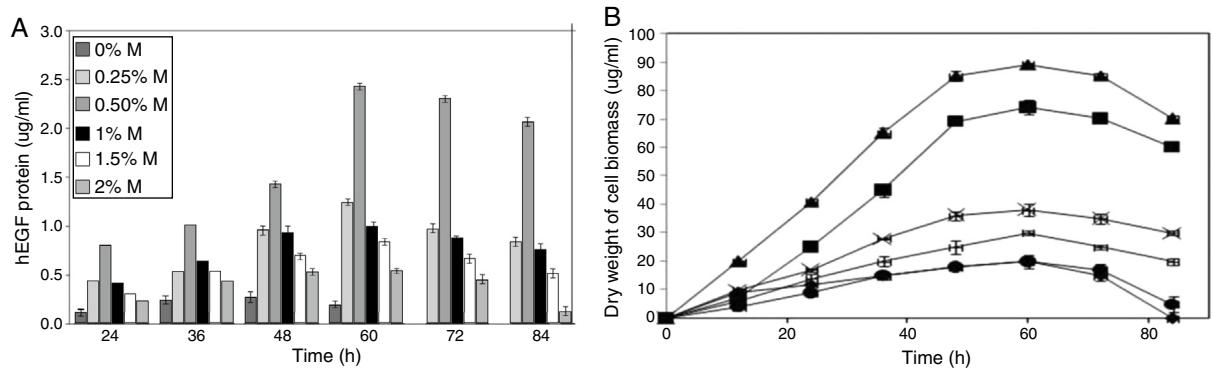 A
hEGF protein (ug/ml)
3.0
2.5
2.0
1.5
1.0
0.5
0.0
0% M
0.25% M
0.50% M
1% M
1.5% M
2% M
24 36 48 60 72 84
Time (h)
B
Dry weight of cell biomass (ug/ml)
100
90
80
70
60
50
40
30
20
10
0
0 20 40 60 80
Time (h)